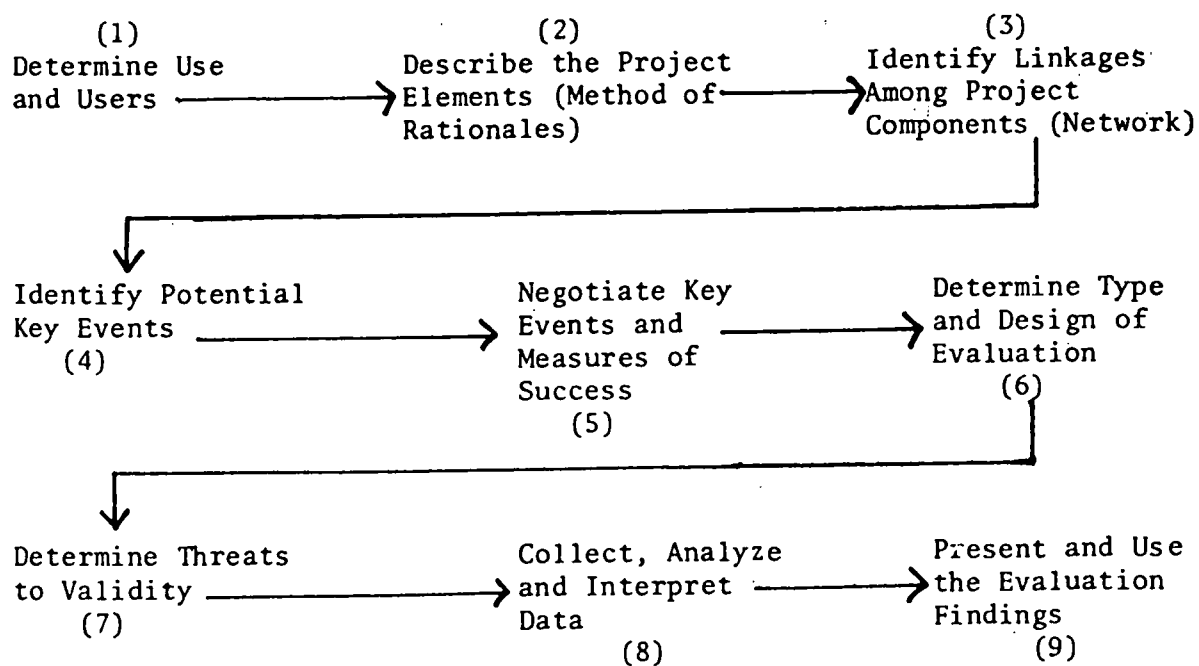 (1)
Determine Use
and Users
(2)
Describe the Project
Elements (Method of
Rationales)
(3)
Identify Linkages
Among Project
Components (Network)
Identify Potential
Key Events
(4)
Negotiate Key
Events and
Measures of
Success
(5)
Determine Type
and Design of
Evaluation
(6)
Determine Threats
to Validity
(7)
Collect, Analyze
and Interpret
Data
(8)
Present and Use
the Evaluation
Findings
(9)